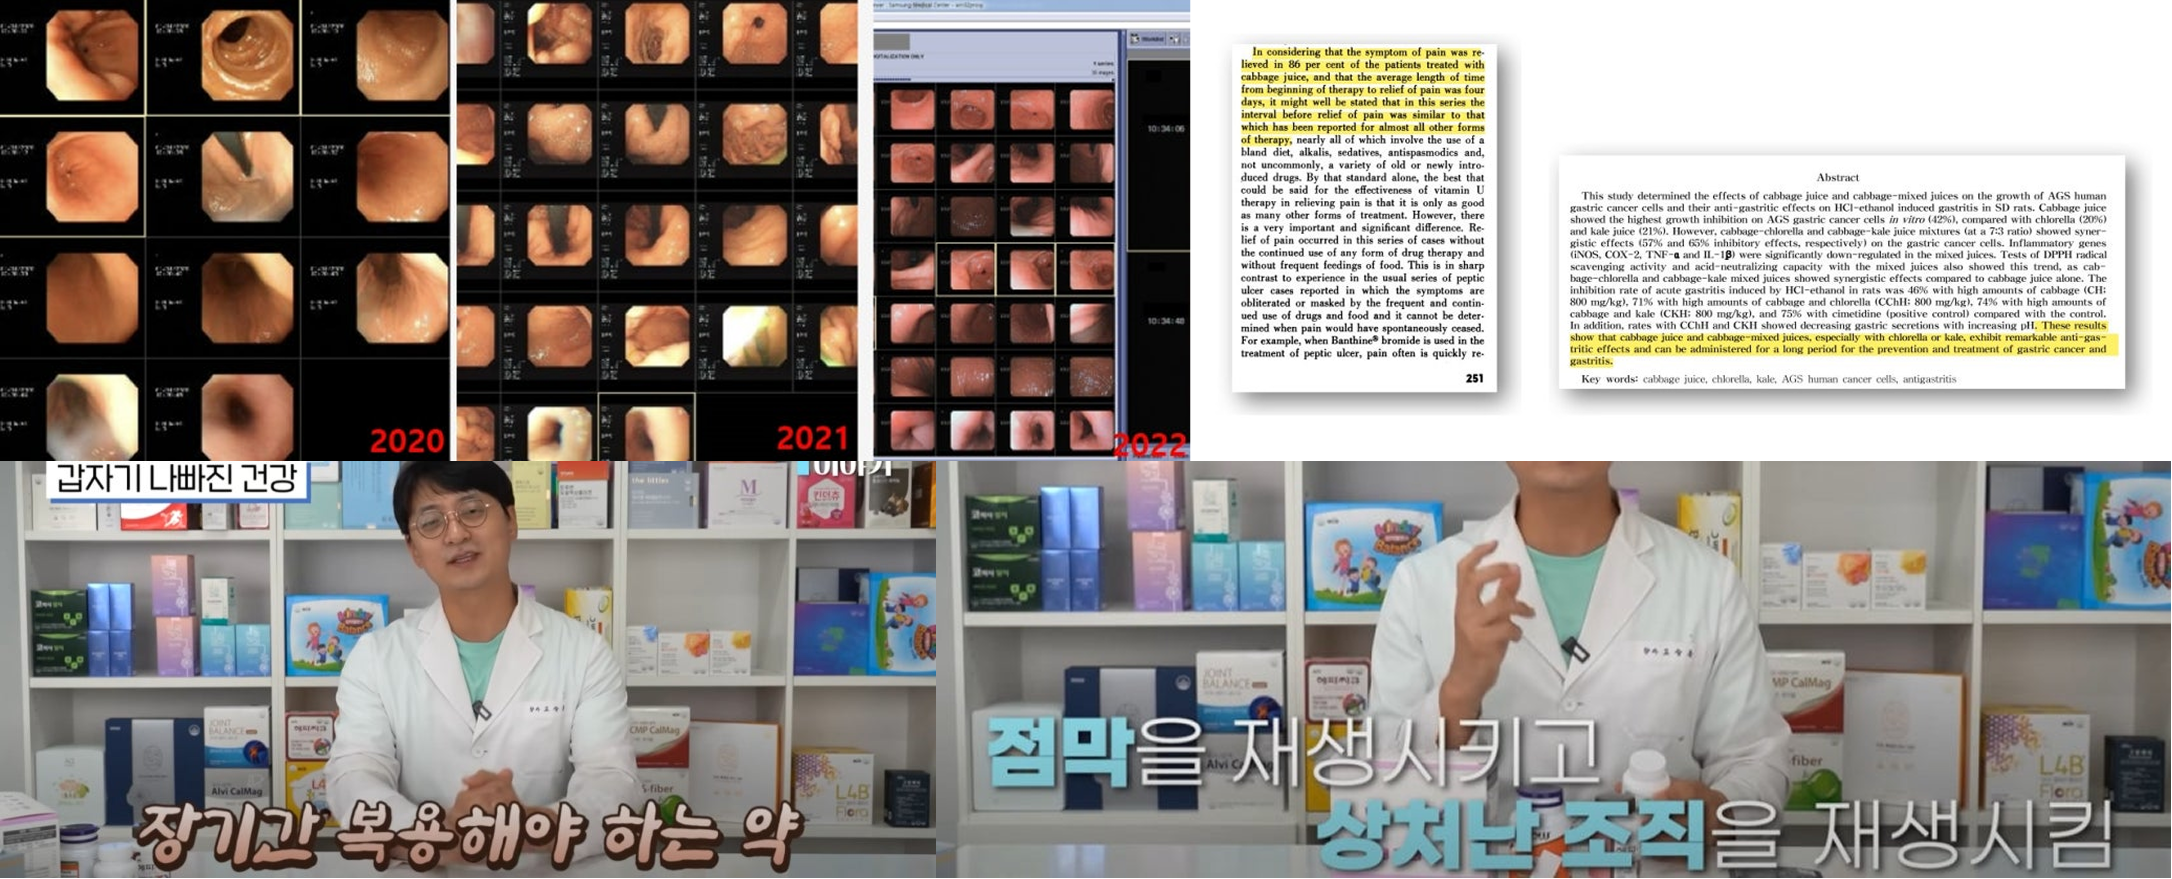 2020
2021
Samsung Medical Center
2022
10:34:06
10:34:48
In considering that the symptom of pain was re-
lieved in 86 per cent of the patients treated with
cabbage juice, and that the average length of time
from beginning of therapy to relief of pain was four
days, it might well be stated that in this series the
interval before relief of pain was similar to that
which has been reported for almost all other forms
of therapy, nearly all of which involve the use of a
bland diet, alkalis, sedatives, antispasmodics and,
not uncommonly, a variety of old or newly intro-
duced drugs. By that standard alone, the best that
could be said for the effectiveness of vitamin U
therapy in relieving pain is that it is only as good
as many other forms of treatment. However, there
is a very important and significant difference. Re-
lief of pain occurred in this series of cases without
the continued use of any form of drug therapy and
without frequent feedings of food. This is in sharp
contrast to experience in the usual series of peptic
ulcer cases reported in which the symptoms are
obliterated or masked by the frequent and contin-
ued use of drugs and food and it cannot be deter-
mined when pain would have spontaneously ceased.
For example, when Banthine® bromide is used in the
treatment of peptic ulcer, pain often is quickly re-
251
Abstract
This study determined the effects of cabbage juice and cabbage-mixed juices on the growth of AGS human
gastric cancer cells and their anti-gastritic effects on HCl-ethanol induced gastritis in SD rats. Cabbage juice
showed the highest growth inhibition on AGS gastric cancer cells in vitro (42%), compared with chlorella (20%)
and kale juice (21%). However, cabbage-chlorella and cabbage-kale juice mixtures (at a 7:3 ratio) showed syner-
gistic effects (57% and 65% inhibitory effects, respectively) on the gastric cancer cells. Inflammatory genes
(iNOS, COX-2, TNF-α and IL-1β) were significantly down-regulated in the mixed juices. Tests of DPPH radical
scavenging activity and acid-neutralizing capacity with the mixed juices also showed this trend, as cab-
bage-chlorella and cabbage-kale mixed juices showed synergistic effects compared to cabbage juice alone. The
inhibition rate of acute gastritis induced by HCl-ethanol in rats was 46% with high amounts of cabbage (CH;
800 mg/kg), 71% with high amounts of cabbage and chlorella (CChH; 800 mg/kg), 74% with high amounts of
cabbage and kale (CKH; 800 mg/kg), and 75% with cimetidine (positive control) compared with the control.
In addition, rates with CChH and CKH showed decreasing gastric secretions with increasing pH. These results
show that cabbage juice and cabbage-mixed juices, especially with chlorella or kale, exhibit remarkable anti-gas-
tritic effects and can be administered for a long period for the prevention and treatment of gastric cancer and
gastritis.
Key words: cabbage juice, chlorella, kale, AGS human cancer cells, antigastritis
갑자기 나빠진 건강
M
JOINT
BALANCE
CMP CalMag
Alvi CalMag
fiber
L4B
Flora
장기간 복용해야 하는 약
JOINT
BALANCE
MP CalMag
Alvi Cal
fiber
L4B
Flora
점막을 재생시키고
상처난 조직을 재생시킴